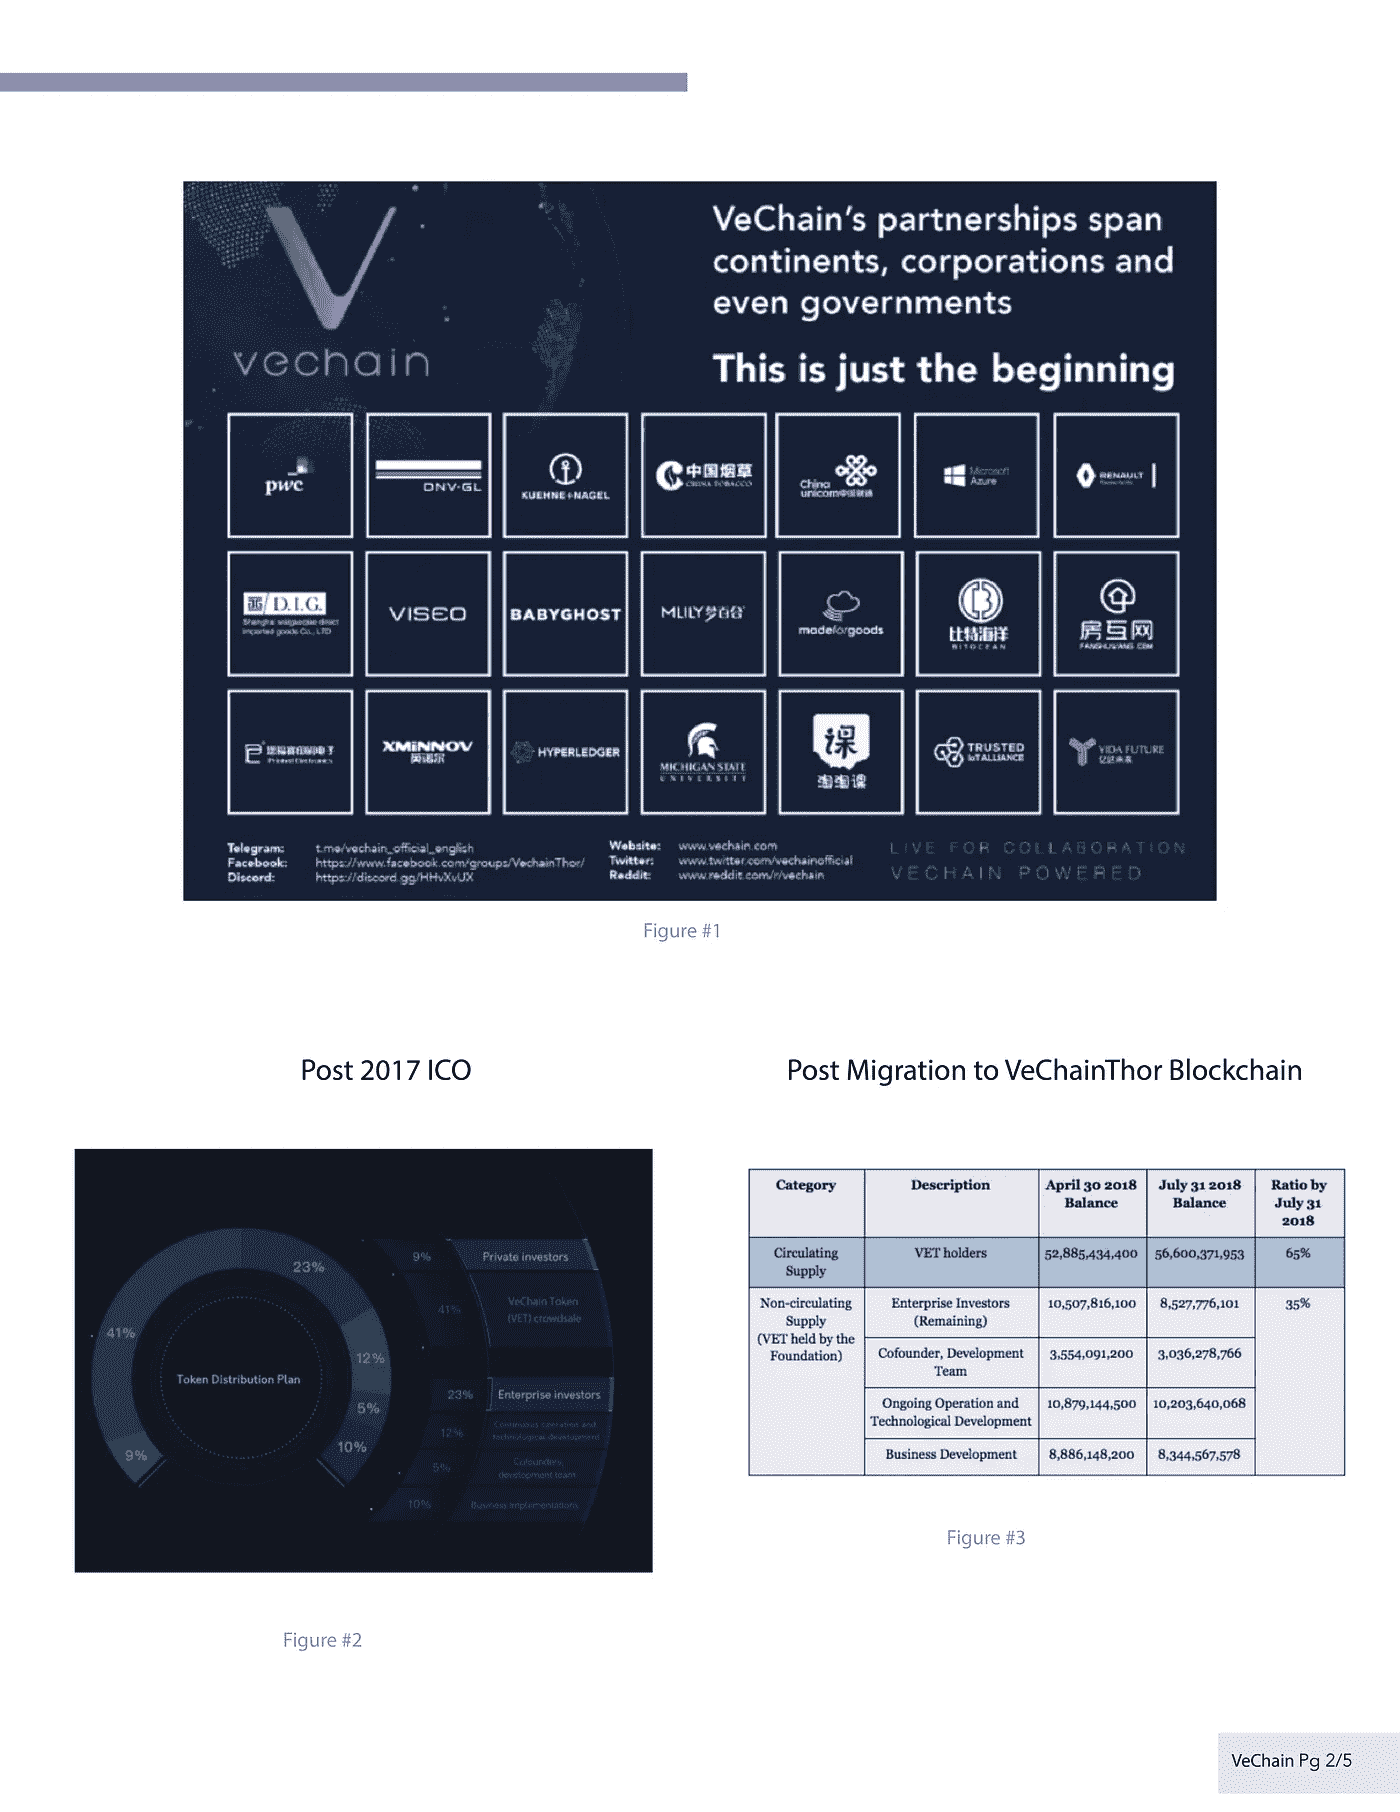 VeChain's partnerships span
continents, corporations and
even governments
This is just the beginning
vechain
pwc
DNV·GL
KUEHNE+NAGEL
中国烟草
CHINA TOBACCO
China
unicom中国联通
Microsoft
Azure
RENAULT
D.I.G.
Shanghai waigaoqiao direct
imported goods Co., LTD
VISEO
BABYGHOST
MLILY梦百合
madeforgoods
比特海洋
BITOCEAN
房互网
FANGHUWANG.COM
Printed Electronics
XMiNNOV
英诺尔
HYPERLEDGER
MICHIGAN STATE
UNIVERSITY
课
淘淘课
TRUSTED
IoT ALLIANCE
YIDA FUTURE
亿达未来
Telegram: t.me/vechain_official_english
Facebook: https://www.facebook.com/groups/VechainThor/
Discord: https://discord.gg/HHvXvUX
Website: www.vechain.com
Twitter: www.twitter.com/vechainofficial
Reddit: www.reddit.com/r/vechain
LIVE FOR COLLABORATION
VECHAIN POWERED
Figure #1
Post 2017 ICO
Token Distribution Plan
9%
41%
23%
12%
5%
10%
9% Private investors
41% VeChain Token
(VET) crowdsale
23% Enterprise investors
12% Continuous operation and
technological development
5% Cofounders,
development team
10% Business implementations
Figure #2
Post Migration to VeChainThor Blockchain
Category Description April 30 2018 July 31 2018 Ratio by
Balance Balance July 31
2018
Circulating VET holders 52,885,434,400 56,600,371,953 65%
Supply
Non-circulating Enterprise Investors 10,507,816,100 8,527,776,101 35%
Supply (Remaining)
(VET held by the Cofounder, Development 3,554,091,200 3,036,278,766
Foundation) Team
Ongoing Operation and 10,879,144,500 10,203,640,068
Technological Development
Business Development 8,886,148,200 8,344,567,578
Figure #3
VeChain Pg 2/5